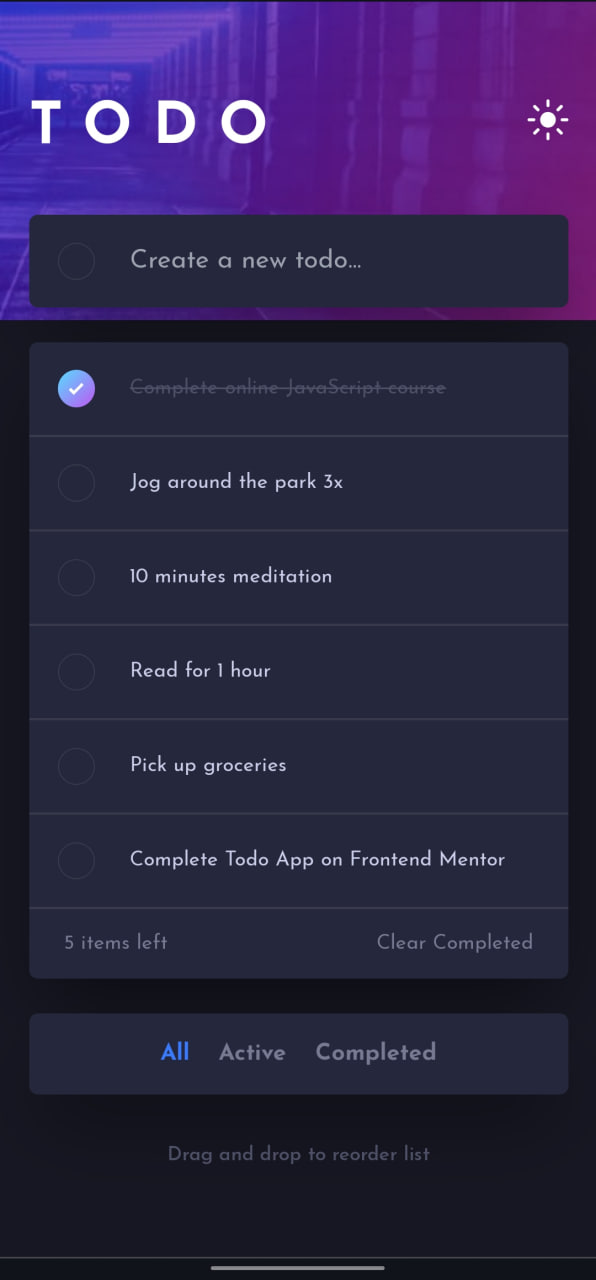 TODO
Create a new todo...
Complete online JavaScript course
Jog around the park 3x
10 minutes meditation
Read for 1 hour
Pick up groceries
Complete Todo App on Frontend Mentor
5 items left Clear Completed
All Active Completed
Drag and drop to reorder list